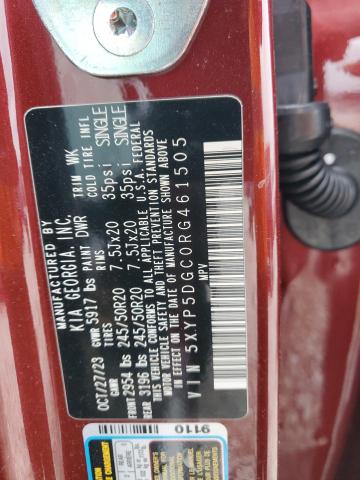 MANUFACTURED BY
KIA GEORGIA INC.
OCT/27/23 GVWR 5917 lbs PAINT DWR TRIM WK
GAWR TIRES RIMS COLD TIRE INFL
FRONT 2954 lbs 245/50R20 7.5Jx20 35psi SINGLE
REAR 3196 lbs 245/50R20 7.5Jx20 35psi SINGLE
THIS VEHICLE CONFORMS TO ALL APPLICABLE U.S.A. FEDERAL
MOTOR VEHICLE SAFETY AND THEFT PREVENTION STANDARDS
IN EFFECT ON THE DATE OF MANUFACTURE SHOWN ABOVE.
VIN 5XYP5DGC0RG461505
MPV
9110
REAR
ARRIÈRE